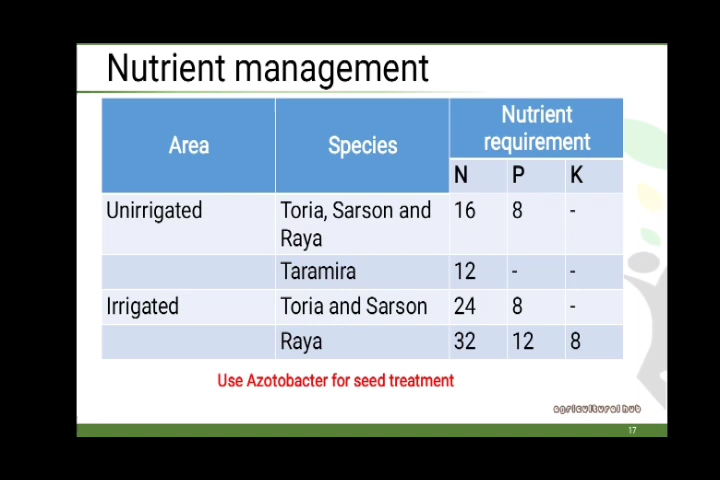 Nutrient management
Area Species Nutrient requirement
N P K
Unirrigated Toria, Sarson and Raya 16 8 -
Taramira 12 - -
Irrigated Toria and Sarson 24 8 -
Raya 32 12 8
Use Azotobacter for seed treatment
agricultural hub
17